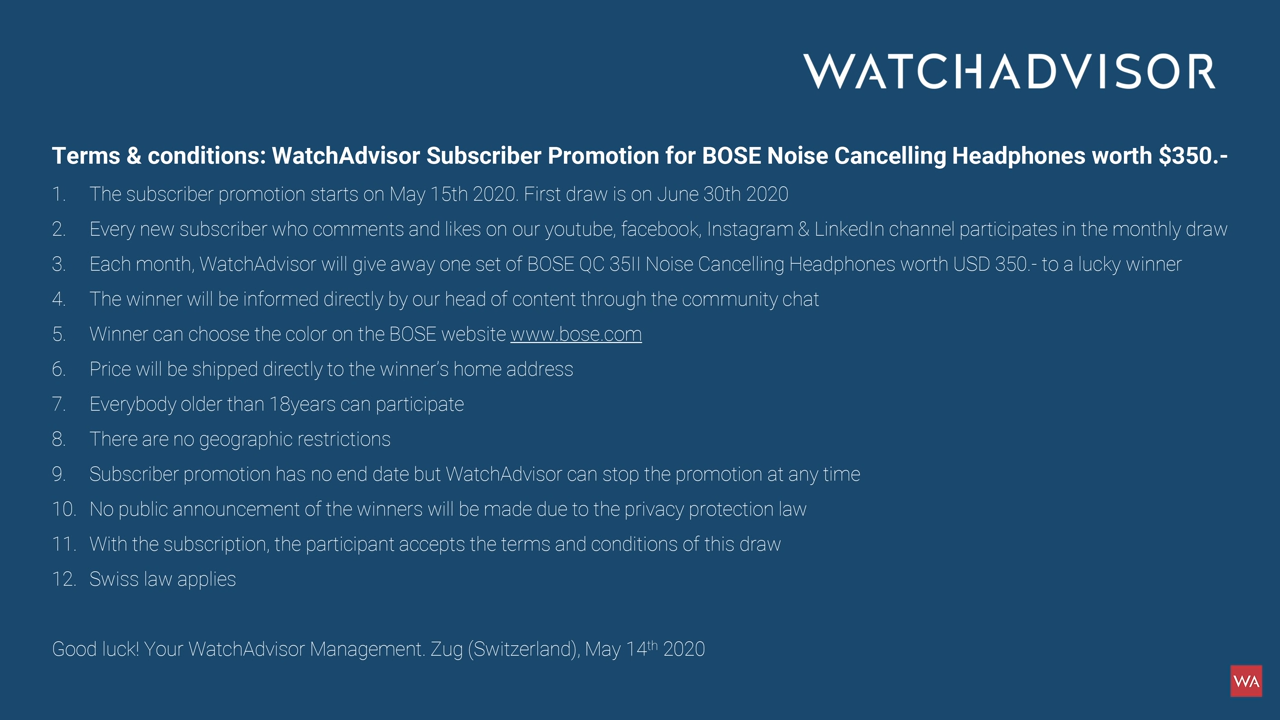 WATCHADVISOR
Terms & conditions: WatchAdvisor Subscriber Promotion for BOSE Noise Cancelling Headphones worth $350.-
1. The subscriber promotion starts on May 15th 2020. First draw is on June 30th 2020
2. Every new subscriber who comments and likes on our youtube, facebook, Instagram & LinkedIn channel participates in the monthly draw
3. Each month, WatchAdvisor will give away one set of BOSE QC 35II Noise Cancelling Headphones worth USD 350.- to a lucky winner
4. The winner will be informed directly by our head of content through the community chat
5. Winner can choose the color on the BOSE website www.bose.com
6. Price will be shipped directly to the winner’s home address
7. Everybody older than 18years can participate
8. There are no geographic restrictions
9. Subscriber promotion has no end date but WatchAdvisor can stop the promotion at any time
10. No public announcement of the winners will be made due to the privacy protection law
11. With the subscription, the participant accepts the terms and conditions of this draw
12. Swiss law applies
Good luck! Your WatchAdvisor Management. Zug (Switzerland), May 14th 2020
WA